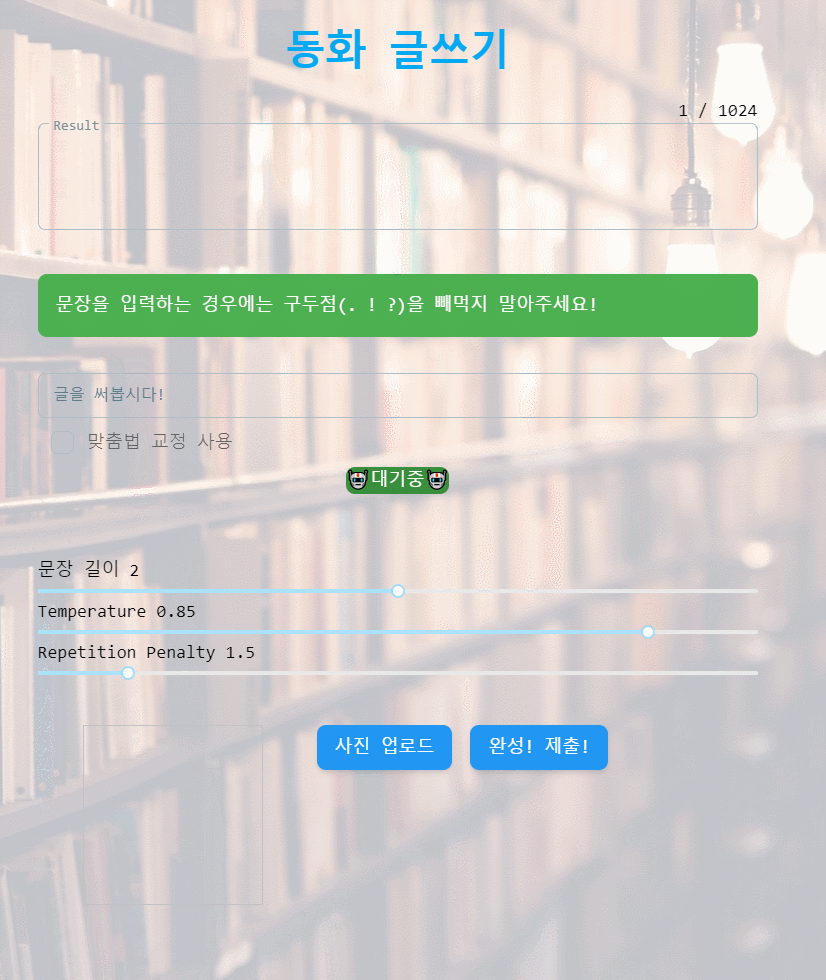 동화 글쓰기
1 / 1024
Result
문장을 입력하는 경우에는 구두점(. ! ?)을 빼먹지 말아주세요!
글을 써봅시다!
맞춤법 교정 사용
대기중
문장 길이 2
Temperature 0.85
Repetition Penalty 1.5
사진 업로드 완성! 제출!